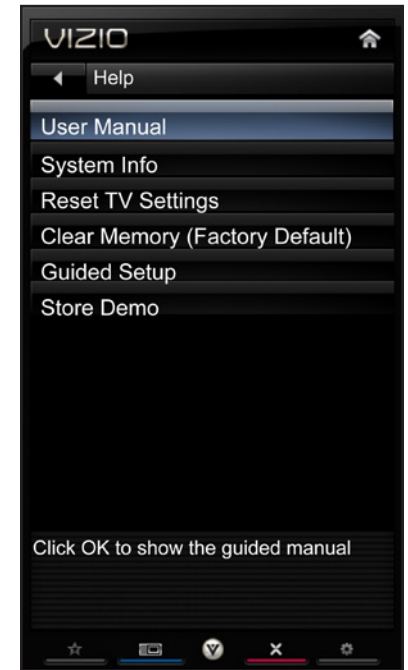 VIZIO
Help
User Manual
System Info
Reset TV Settings
Clear Memory (Factory Default)
Guided Setup
Store Demo
Click OK to show the guided manual
V